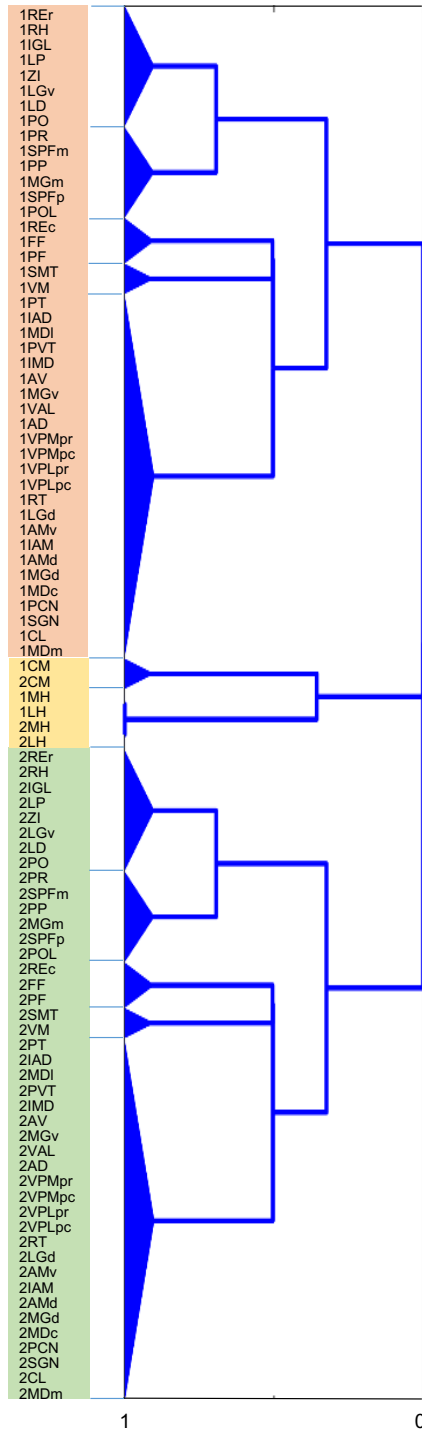 1REr
1RH
1IGL
1LP
1ZI
1LGv
1LD
1PO
1PR
1SPFm
1PP
1MGm
1SPFp
1POL
1REc
1FF
1PF
1SMT
1VM
1PT
1IAD
1MDl
1PVT
1IMD
1AV
1MGv
1VAL
1AD
1VPMpr
1VPMpc
1VPLpr
1VPLpc
1RT
1LGd
1AMv
1IAM
1AMd
1MGd
1MDc
1PCN
1SGN
1CL
1MDm
1CM
2CM
1MH
1LH
2MH
2LH
2REr
2RH
2IGL
2LP
2ZI
2LGv
2LD
2PO
2PR
2SPFm
2PP
2MGm
2SPFp
2POL
2REc
2FF
2PF
2SMT
2VM
2PT
2IAD
2MDl
2PVT
2IMD
2AV
2MGv
2VAL
2AD
2VPMpr
2VPMpc
2VPLpr
2VPLpc
2RT
2LGd
2AMv
2IAM
2AMd
2MGd
2MDc
2PCN
2SGN
2CL
2MDm
1 0